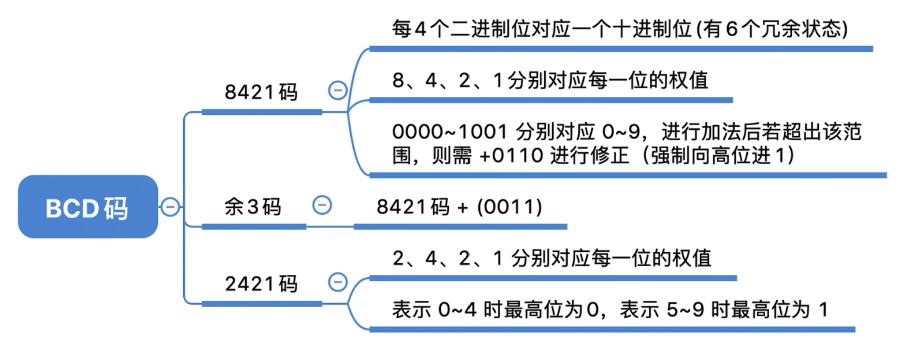 BCD码
8421码
每4个二进制位对应一个十进制位(有6个冗余状态)
8、4、2、1分别对应每一位的权值
0000~1001 分别对应 0~9，进行加法后若超出该范
围，则需 +0110 进行修正（强制向高位进1）
余3码
8421码 + (0011)
2421码
2、4、2、1 分别对应每一位的权值
表示 0~4 时最高位为0，表示 5~9 时最高位为 1